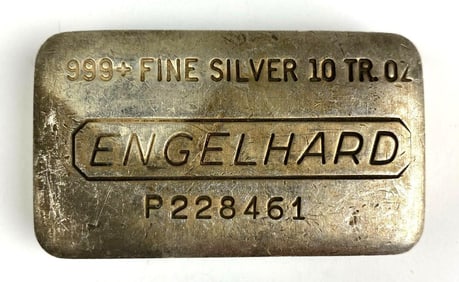 999+ FINE SILVER 10 TR. OZ
ENGELHARD
P228461